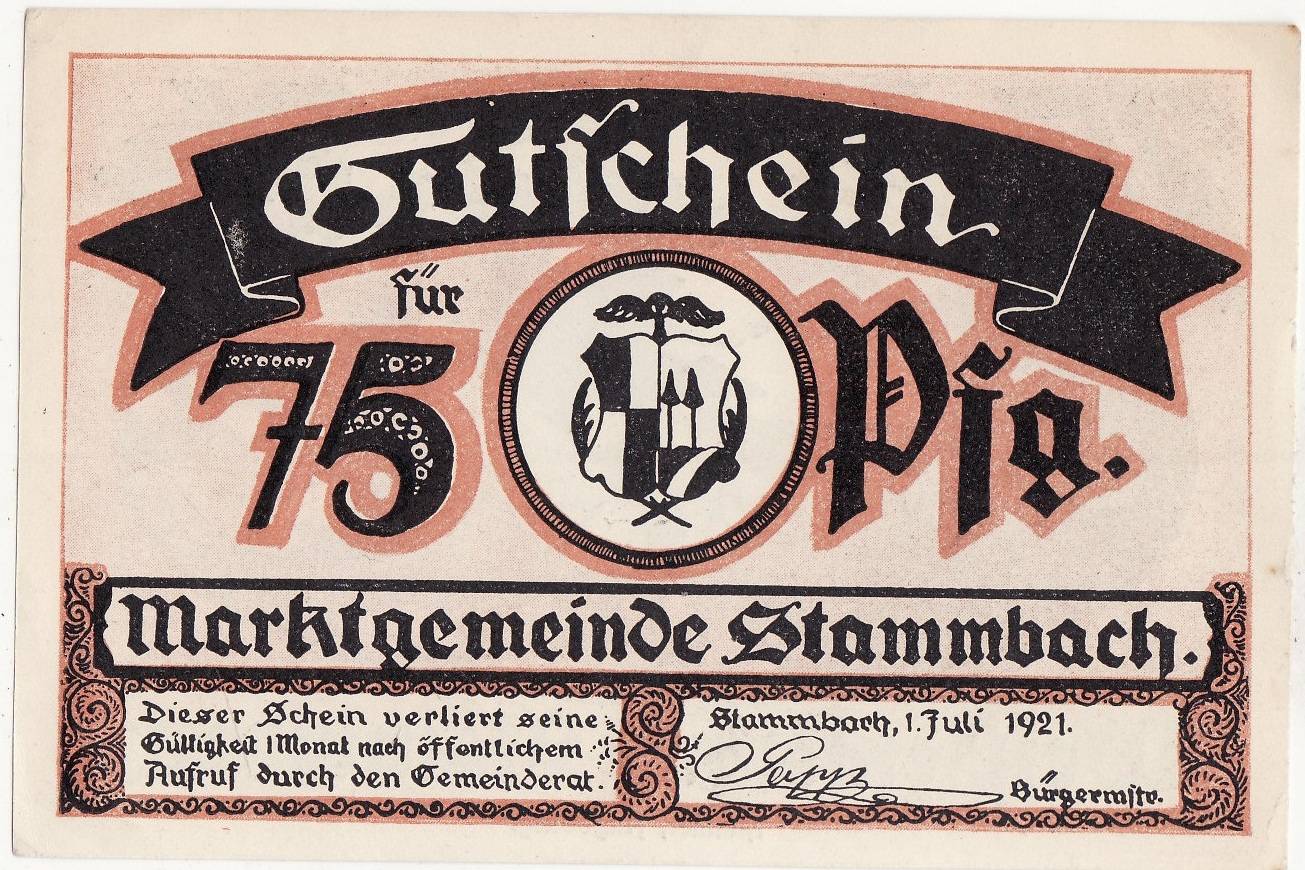 Gutschein
für
75 Pfg.
Marktgemeinde Stammbach.
Dieser Schein verliert seine
Gültigkeit 1 Monat nach öffentlichem
Aufruf durch den Gemeinderat.
Stammbach, 1. Juli 1921.
Bürgermstr.